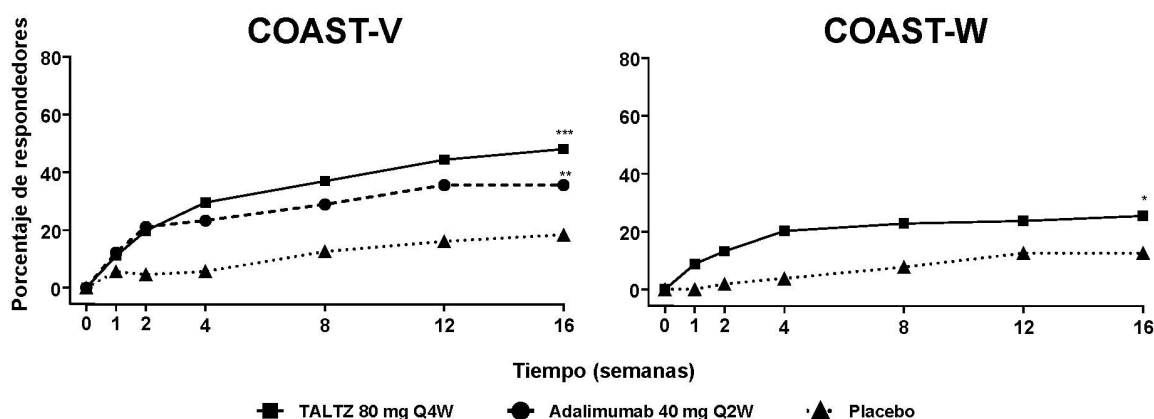 COAST-V
COAST-W
Porcentaje de respondedores
80
60
40
20
0
***
**
0 1 2 4 8 12 16
80
60
40
20
0
*
0 1 2 4 8 12 16
Tiempo (semanas)
TALTZ 80 mg Q4W Adalimumab 40 mg Q2W Placebo